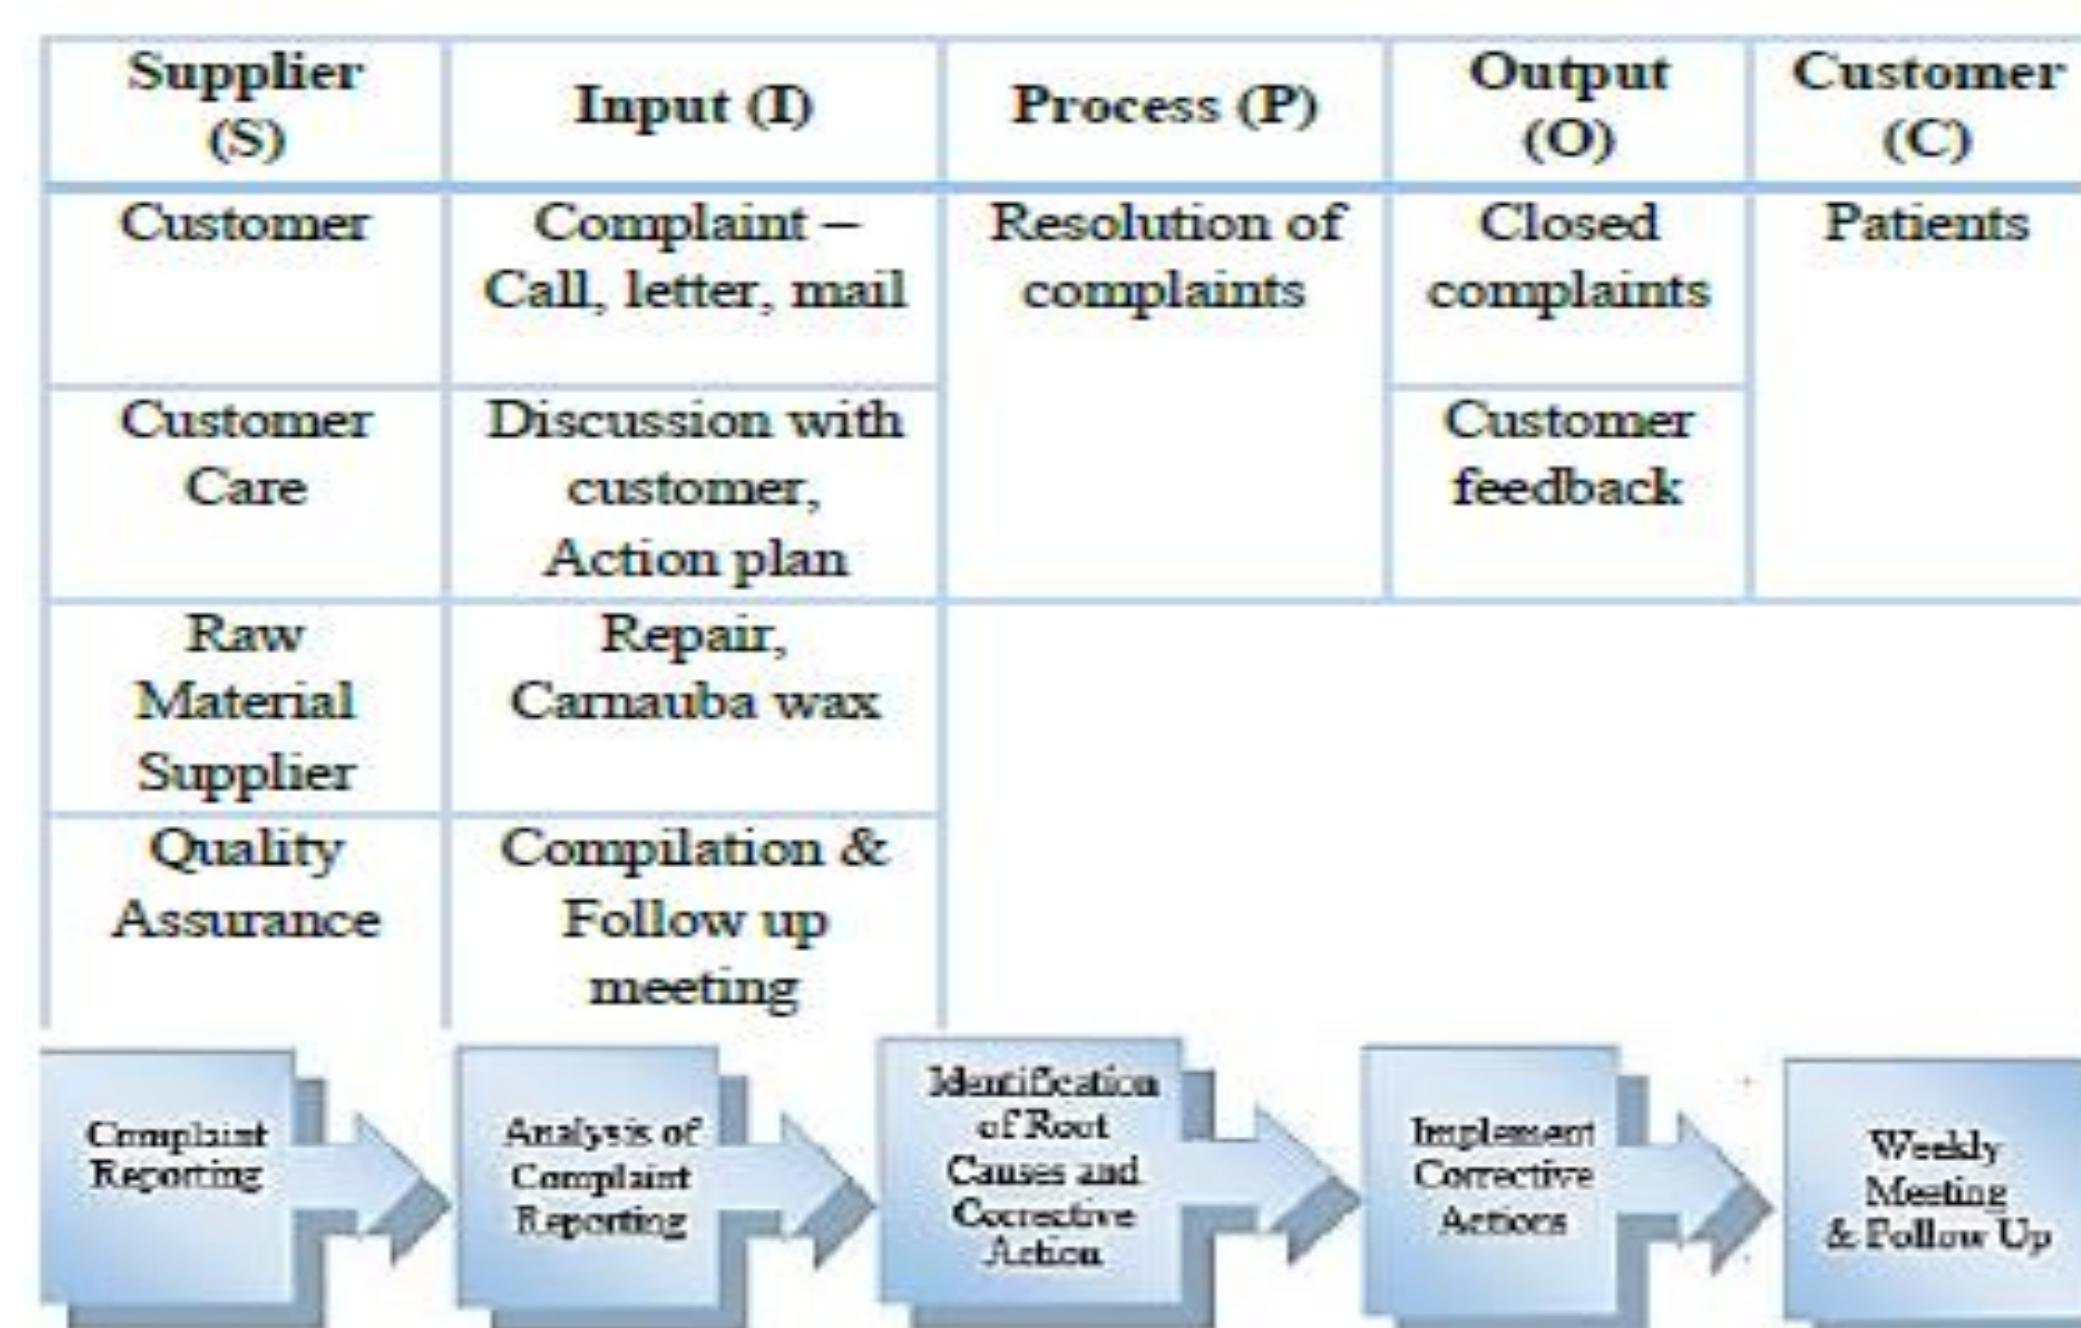 Supplier
(S)
Input (I)
Process (P)
Output
(O)
Customer
(C)
Customer
Complaint –
Call, letter, mail
Resolution of
complaints
Closed
complaints
Patients
Customer
Care
Discussion with
customer,
Action plan
Customer
feedback
Raw
Material
Supplier
Repair,
Carnauba wax
Quality
Assurance
Compilation &
Follow up
meeting
Complaint
Reporting
Analysis of
Complaint
Reporting
Identification
of Root
Causes and
Corrective
Action
Implement
Corrective
Actions
Weekly
Meeting
& Follow Up